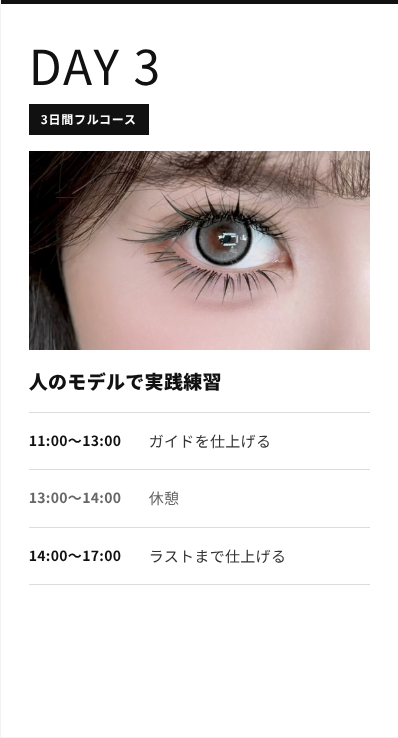 DAY 3
3日間フルコース
人のモデルで実践練習
11:00〜13:00 ガイドを仕上げる
13:00〜14:00 休憩
14:00〜17:00 ラストまで仕上げる